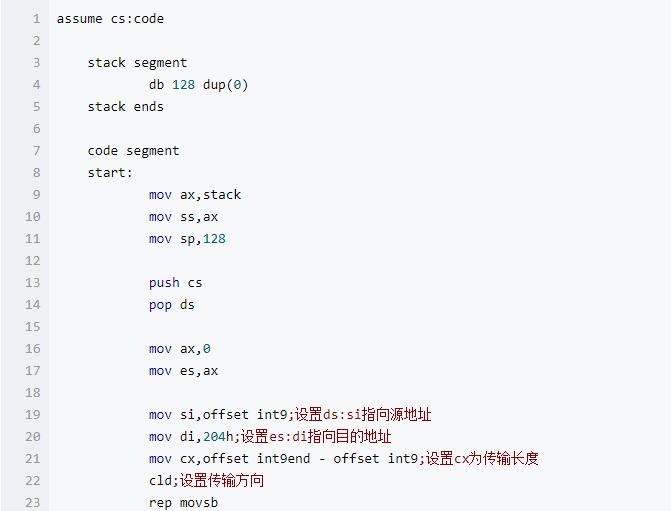 1 assume cs:code
2
3 stack segment
4 db 128 dup(0)
5 stack ends
6
7 code segment
8 start:
9 mov ax,stack
10 mov ss,ax
11 mov sp,128
12
13 push cs
14 pop ds
15
16 mov ax,0
17 mov es,ax
18
19 mov si,offset int9;设置ds:si指向源地址
20 mov di,204h;设置es:di指向目的地址
21 mov cx,offset int9end - offset int9;设置cx为传输长度
22 cld;设置传输方向
23 rep movsb